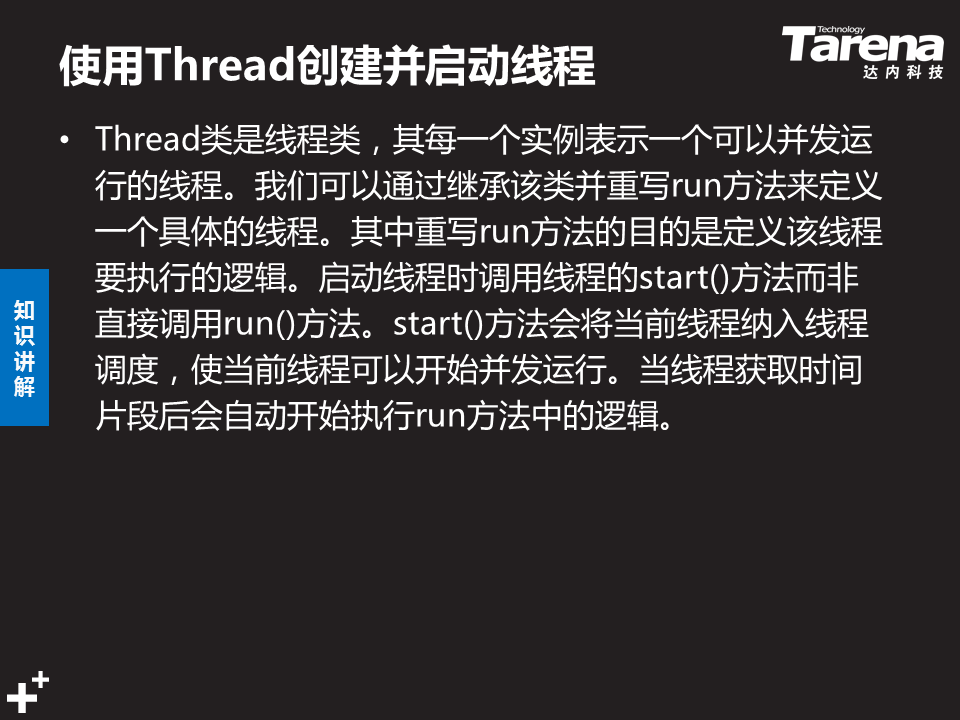 使用Thread创建并启动线程
Technology
Tarena
达内科技
• Thread类是线程类，其每一个实例表示一个可以并发运
行的线程。我们可以通过继承该类并重写run方法来定义
一个具体的线程。其中重写run方法的目的是定义该线程
要执行的逻辑。启动线程时调用线程的start()方法而非
直接调用run()方法。start()方法会将当前线程纳入线程
调度，使当前线程可以开始并发运行。当线程获取时间
片段后会自动开始执行run方法中的逻辑。
知
识
讲
解